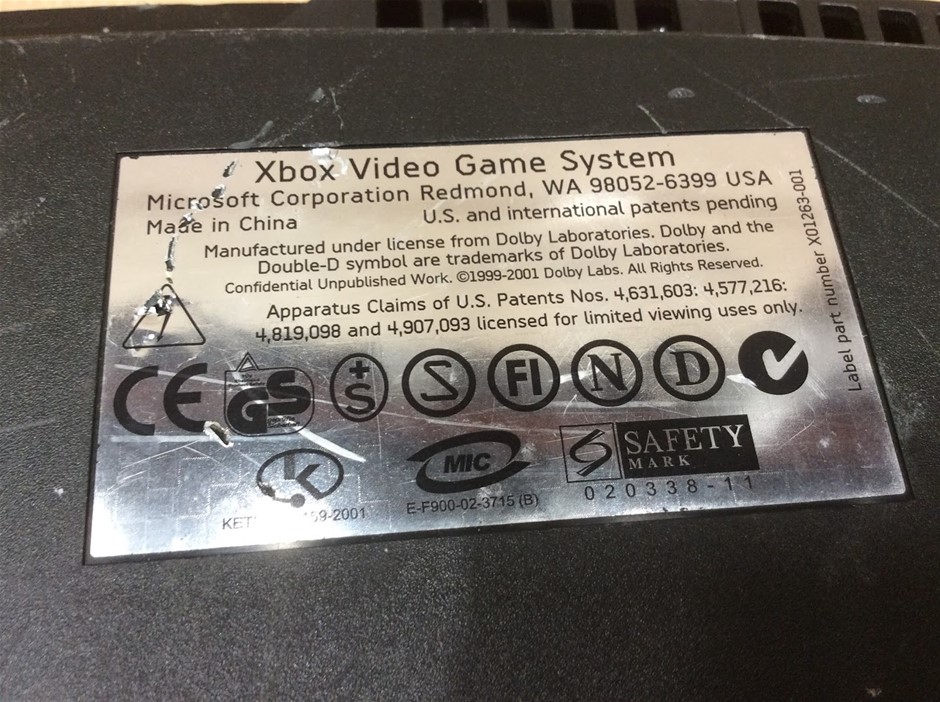 Xbox Video Game System
Microsoft Corporation Redmond, WA 98052-6399 USA
Made in China U.S. and international patents pending
Manufactured under license from Dolby Laboratories. Dolby and the
Double-D symbol are trademarks of Dolby Laboratories.
Confidential Unpublished Work. ©1999-2001 Dolby Labs. All Rights Reserved.
Apparatus Claims of U.S. Patents Nos. 4,631,603: 4,577,216:
4,819,098 and 4,907,093 licensed for limited viewing uses only.
Label part number X01263-001
CE GS +S S FI N D
K MIC S SAFETY
MARK
020338-11
E-F900-02-3715 (B)
9-2001